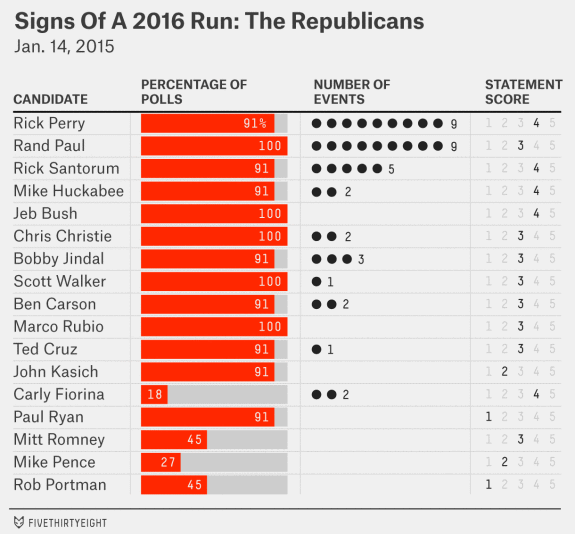 Signs Of A 2016 Run: The Republicans
Jan. 14, 2015
CANDIDATE PERCENTAGE OF POLLS NUMBER OF EVENTS STATEMENT SCORE
Rick Perry 91% 9 1 2 3 4 5
Rand Paul 100 9 1 2 3 4 5
Rick Santorum 91 5 1 2 3 4 5
Mike Huckabee 91 2 1 2 3 4 5
Jeb Bush 100 1 2 3 4 5
Chris Christie 100 2 1 2 3 4 5
Bobby Jindal 91 3 1 2 3 4 5
Scott Walker 100 1 1 2 3 4 5
Ben Carson 91 2 1 2 3 4 5
Marco Rubio 100 1 2 3 4 5
Ted Cruz 91 1 1 2 3 4 5
John Kasich 91 1 2 3 4 5
Carly Fiorina 18 2 1 2 3 4 5
Paul Ryan 91 1 2 3 4 5
Mitt Romney 45 1 2 3 4 5
Mike Pence 27 1 2 3 4 5
Rob Portman 45 1 2 3 4 5
FIVETHIRTYEIGHT